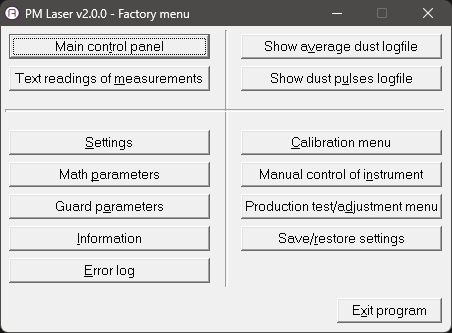 PM Laser v2.0.0 - Factory menu
Main control panel
Text readings of measurements
Show average dust logfile
Show dust pulses logfile
Settings
Math parameters
Guard parameters
Information
Error log
Calibration menu
Manual control of instrument
Production test/adjustment menu
Save/restore settings
Exit program